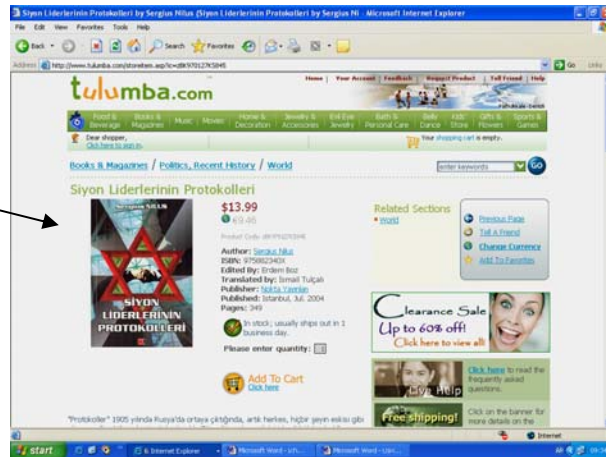 Siyon Liderlerinin Protokolleri by Sergius Nilus (Siyon Liderlerinin Protokolleri by Sergius Ni - Microsoft Internet Explorer
File Edit View Favorites Tools Help
Back Search Favorites
Address Go Links
tulumba.com
Home | Your Account | Feedback | Request Product | Tell Friend | Help
Food & Beverage Books & Magazines Music Movies Home & Decoration Jewelry & Accessories Evil Eye Jewelry Bath & Personal Care Belly Dance Kids' Store Gifts & Flowers Sports & Games
Dear shopper,
Click here to sign in.
Your shopping cart is empty.
Books & Magazines / Politics, Recent History / World
enter keywords GO
Siyon Liderlerinin Protokolleri
SİYON
LİDERLERİNİN
PROTOKOLLERİ
$13.99
€9.46
Author: Sergius Nilus
ISBN: 975882340X
Edited By: Erdem Boz
Translated by: İsmail Tulçalı
Publisher: Nokta Yayınları
Published: Istanbul, Jul. 2004
Pages: 349
In stock; usually ships out in 1
business day.
Please enter quantity:
Add To Cart
Click here
Related Sections
World
Previous Page
Tell A Friend
Change Currency
Add To Favorites
Clearance Sale
Up to 60% off!
Click here to view all!
Live Help
Click here to read the
frequently asked
questions.
Free shipping!
Click on the banner for
more details on the
"Protokoller" 1905 yılında Rusya'da ortaya çıktığında, artık herkes, hiçbir şeyin eskisi gibi
Internet
start 6 Internet Explorer